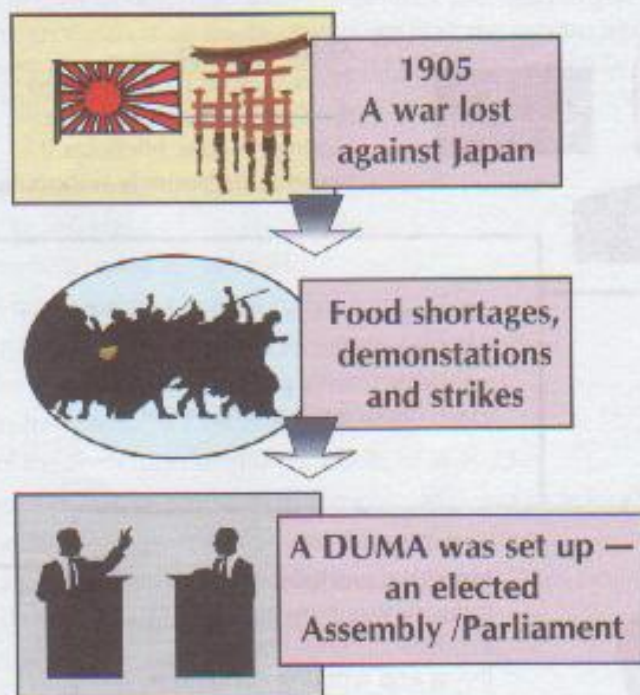 1905
A war lost
against Japan
Food shortages,
demonstations
and strikes
A DUMA was set up —
an elected
Assembly /Parliament